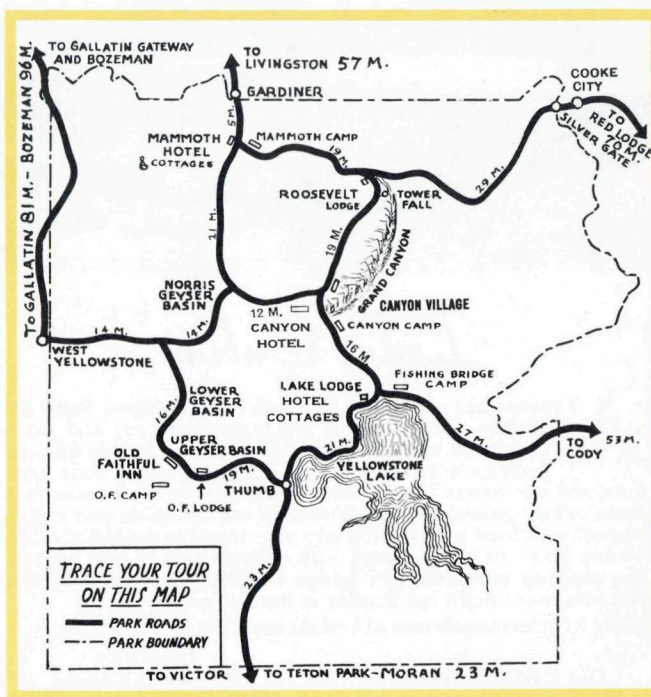 TO GALLATIN GATEWAY
AND BOZEMAN
TO
LIVINGSTON 57 M.
GARDINER
COOKE
CITY
TO
RED LODGE
70 M.
SILVER GATE
TO GALLATIN 81 M. - BOZEMAN 96 M.
5 M.
MAMMOTH
HOTEL
& COTTAGES
MAMMOTH CAMP
19 M.
29 M.
ROOSEVELT
LODGE
TOWER
FALL
21 M.
19 M.
GRAND CANYON
NORRIS
GEYSER
BASIN
12 M.
CANYON
HOTEL
CANYON VILLAGE
CANYON CAMP
14 M.
14 M.
16 M.
WEST
YELLOWSTONE
LOWER
GEYSER
BASIN
16 M.
LAKE LODGE
HOTEL
COTTAGES
FISHING BRIDGE
CAMP
27 M.
TO
CODY
53 M.
UPPER
GEYSER BASIN
OLD
FAITHFUL
INN
19 M.
21 M.
YELLOWSTONE
LAKE
O.F. CAMP
O.F. LODGE
THUMB
23 M.
TRACE YOUR TOUR
ON THIS MAP
PARK ROADS
PARK BOUNDARY
TO VICTOR
TO TETON PARK-MORAN 23 M.